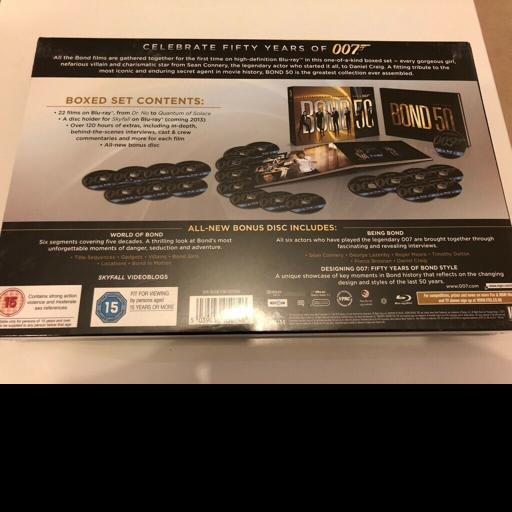 CELEBRATE FIFTY YEARS OF 007
All the Bond films are gathered together for the first time on high-definition Blu-ray™ in this one-of-a-kind boxed set – every gorgeous girl,
nefarious villain and charismatic star from Sean Connery, the legendary actor who started it all, to Daniel Craig. A fitting tribute to the
most iconic and enduring secret agent in movie history, BOND 50 is the greatest collection ever assembled.
BOXED SET CONTENTS:
• 22 films on Blu-ray™, from Dr. No to Quantum of Solace
• A disc holder for Skyfall on Blu-ray™ (coming 2013)
• Over 120 hours of extras, including in-depth,
behind-the-scenes interviews, cast & crew
commentaries and more for each film
• All-new bonus disc
BOND 50
BOND 50
ALL-NEW BONUS DISC INCLUDES:
WORLD OF BOND
Six segments covering five decades. A thrilling look at Bond's most
unforgettable moments of danger, seduction and adventure.
• Title Sequences • Gadgets • Villains • Bond Girls
• Locations • Bond In Motion
SKYFALL VIDEOBLOGS
BEING BOND
All six actors who have played the legendary 007 are brought together through
fascinating and revealing interviews.
• Sean Connery • George Lazenby • Roger Moore • Timothy Dalton
• Pierce Brosnan • Daniel Craig
DESIGNING 007: FIFTY YEARS OF BOND STYLE
A unique showcase of key moments in Bond history that reflects on the changing
design and styles of the last 50 years.
www.007.com
15
Contains strong action
violence and moderate
sex references
15
FIT FOR VIEWING
by persons aged
15 YEARS OR MORE
Blu-ray